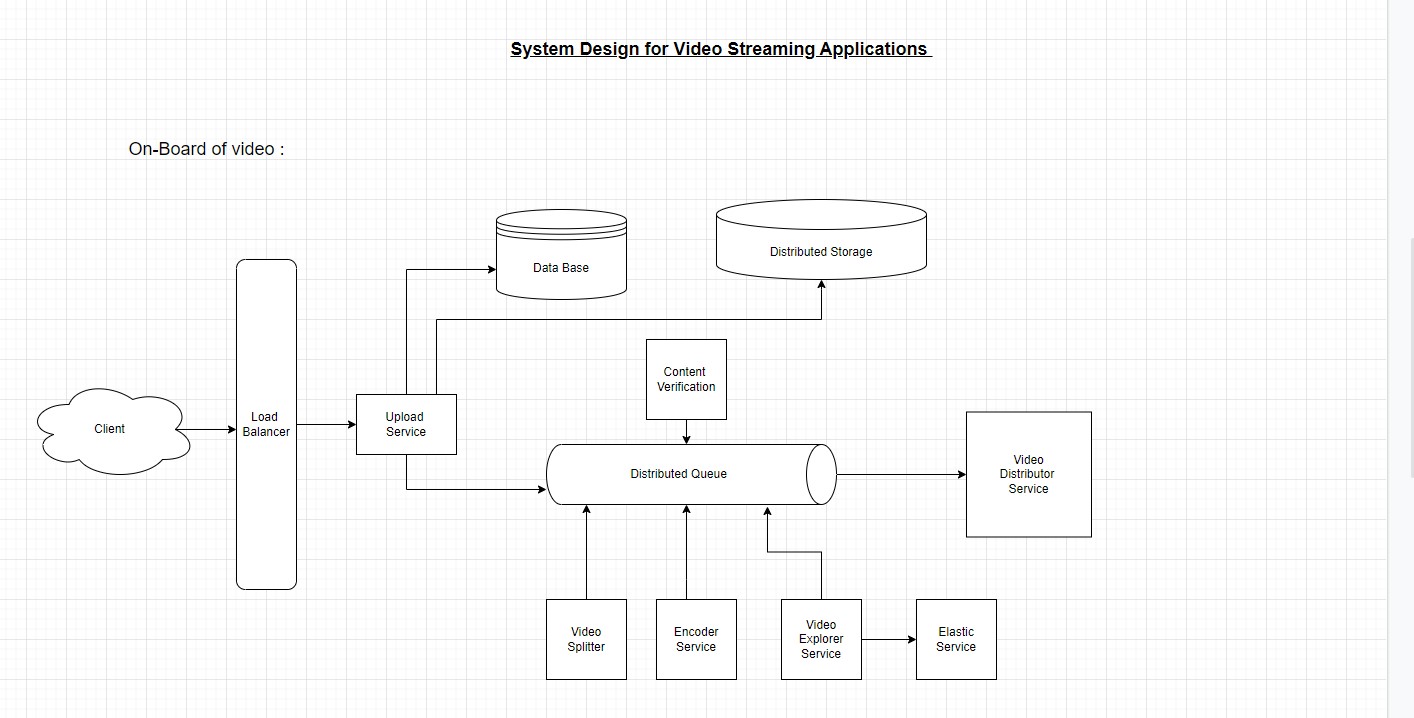 System Design for Video Streaming Applications
On-Board of video :
Data Base
Distributed Storage
Content
Verification
Client
Load
Balancer
Upload
Service
Distributed Queue
Video
Distributor
Service
Video
Splitter
Encoder
Service
Video
Explorer
Service
Elastic
Service